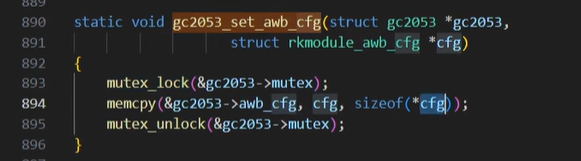 889
890 static void gc2053_set_awb_cfg(struct gc2053 *gc2053,
891 struct rkmodule_awb_cfg *cfg)
892 {
893 mutex_lock(&gc2053->mutex);
894 memcpy(&gc2053->awb_cfg, cfg, sizeof(*cfg));
895 mutex_unlock(&gc2053->mutex);
896 }